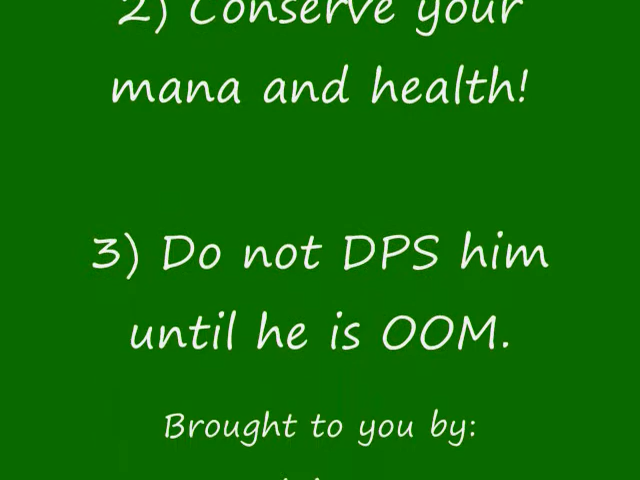 2) Conserve your
mana and health!
3) Do not DPS him
until he is OOM.
Brought to you by: